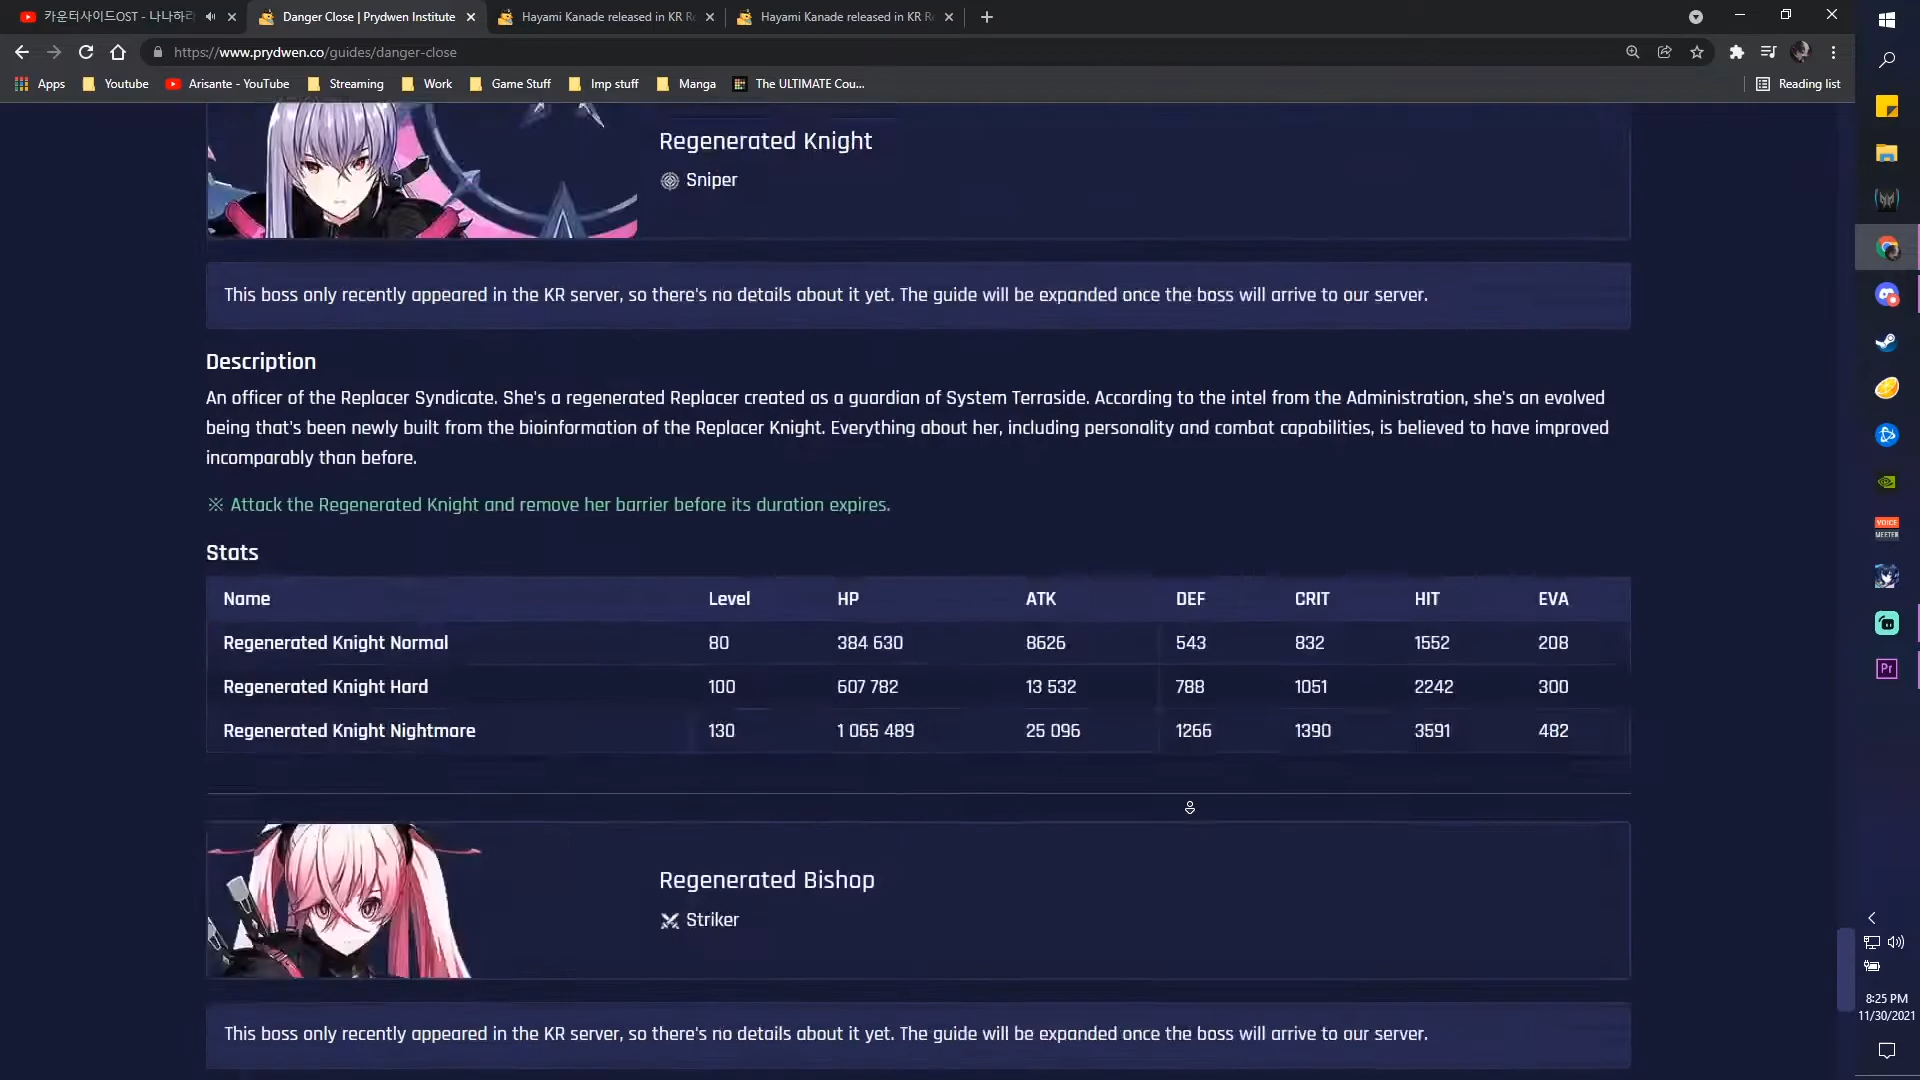 카운터사이드OST - 나나하라
Danger Close | Prydwen Institute
Hayami Kanade released in KR Re
Hayami Kanade released in KR Re
https://www.prydwen.co/guides/danger-close
Apps
Youtube
Arisante - YouTube
Streaming
Work
Game Stuff
Imp stuff
Manga
The ULTIMATE Cou...
Reading list
Regenerated Knight
Sniper
This boss only recently appeared in the KR server, so there's no details about it yet. The guide will be expanded once the boss will arrive to our server.
Description
An officer of the Replacer Syndicate. She's a regenerated Replacer created as a guardian of System Terraside. According to the intel from the Administration, she's an evolved
being that's been newly built from the bioinformation of the Replacer Knight. Everything about her, including personality and combat capabilities, is believed to have improved
incomparably than before.
※ Attack the Regenerated Knight and remove her barrier before its duration expires.
Stats
Name Level HP ATK DEF CRIT HIT EVA
Regenerated Knight Normal 80 384 630 8626 543 832 1552 208
Regenerated Knight Hard 100 607 782 13 532 788 1051 2242 300
Regenerated Knight Nightmare 130 1 065 489 25 096 1266 1390 3591 482
Regenerated Bishop
Striker
This boss only recently appeared in the KR server, so there's no details about it yet. The guide will be expanded once the boss will arrive to our server.
VOICE
MEETER
Pr
8:25 PM
11/30/2021